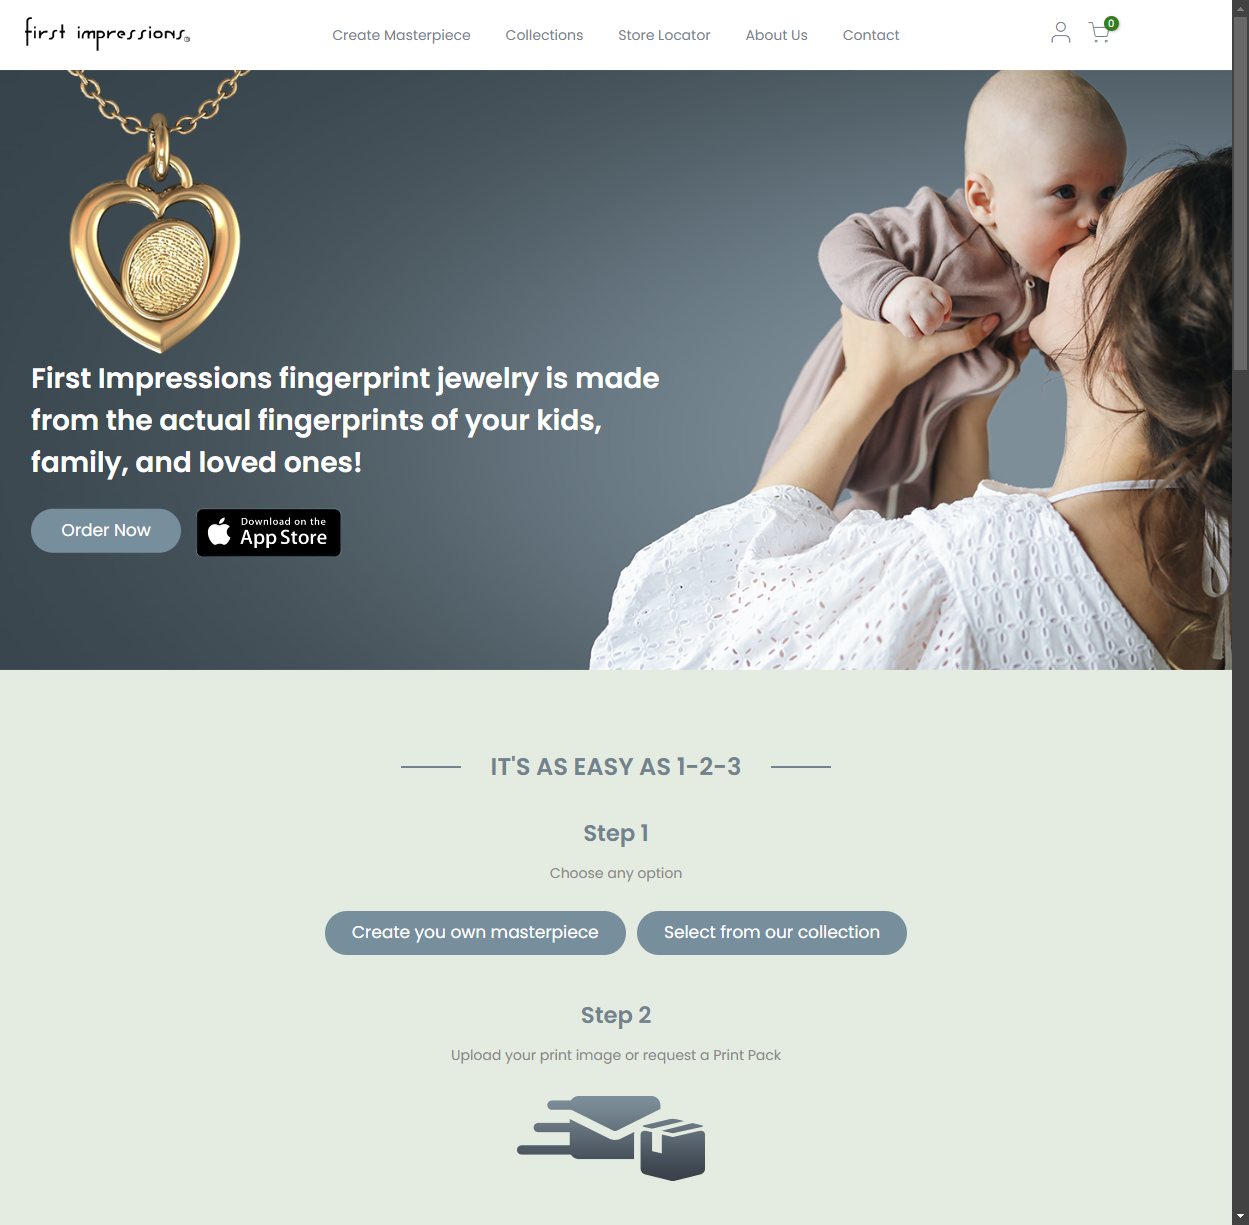 first impressions
Create Masterpiece
Collections
Store Locator
About Us
Contact
0
First Impressions fingerprint jewelry is made
from the actual fingerprints of your kids,
family, and loved ones!
Order Now
Download on the
App Store
IT'S AS EASY AS 1-2-3
Step 1
Choose any option
Create you own masterpiece
Select from our collection
Step 2
Upload your print image or request a Print Pack